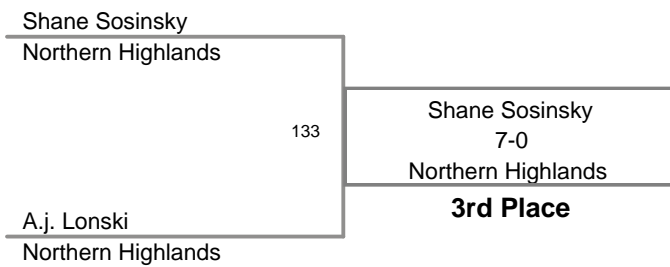 Shane Sosinsky
Northern Highlands
133
Shane Sosinsky
7-0
Northern Highlands
3rd Place
A.j. Lonski
Northern Highlands